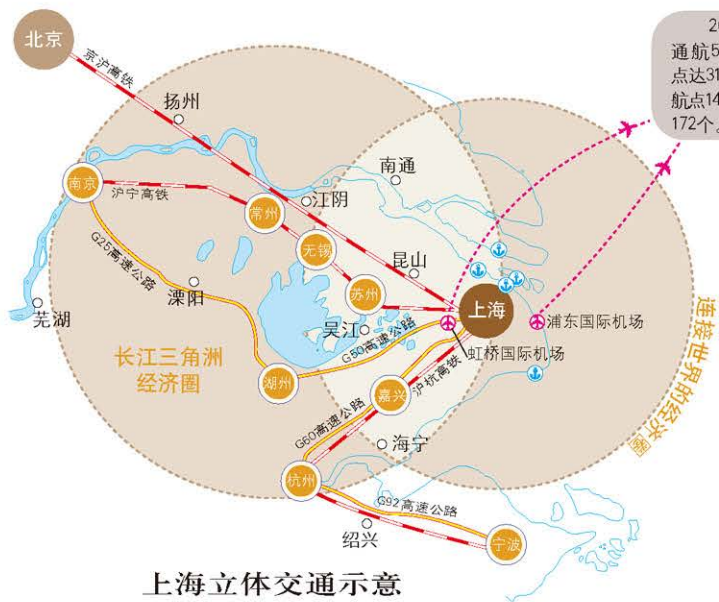 北京
京沪高铁
扬州
20
通航5
点达31
航点14
172个
南京
沪宁高铁
常州
江阴
南通
无锡
昆山
G25高速公路
溧阳
苏州
上海
芜湖
吴江
G50高速公路
浦东国际机场
虹桥国际机场
长江三角洲
经济圈
湖州
嘉兴
沪杭高铁
连接世界的经济圈
G60高速公路
海宁
杭州
G92高速公路
绍兴
宁波
上海立体交通示意